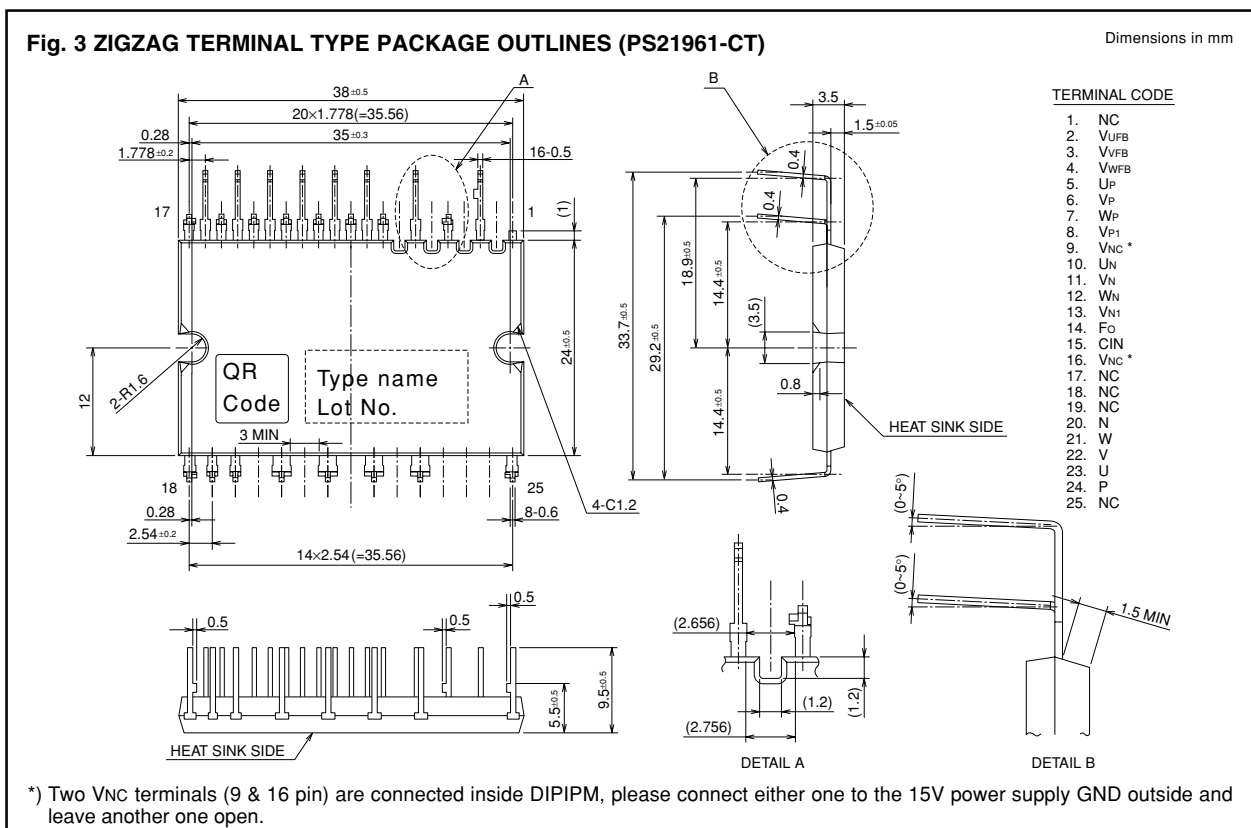 Fig. 3 ZIGZAG TERMINAL TYPE PACKAGE OUTLINES (PS21961-CT)
Dimensions in mm
A
38±0.5
20×1.778(=35.56)
35±0.3
0.28
1.778±0.2
16-0.5
17
1
(1)
24±0.5
12
2-R1.6
QR
Code
Type name
Lot No.
3 MIN
18
25
0.28
2.54±0.2
14×2.54(=35.56)
8-0.6
4-C1.2
B
3.5
1.5±0.05
0.4
0.4
33.7±0.5
29.2±0.5
18.9±0.5
14.4±0.5
(3.5)
0.8
14.4±0.5
0.4
HEAT SINK SIDE
TERMINAL CODE
1. NC
2. VUFB
3. VVFB
4. VWFB
5. UP
6. VP
7. WP
8. VP1
9. VNC *
10. UN
11. VN
12. WN
13. VN1
14. FO
15. CIN
16. VNC *
17. NC
18. NC
19. NC
20. N
21. W
22. V
23. U
24. P
25. NC
0.5
0.5
0.5
5.5±0.5
9.5±0.5
HEAT SINK SIDE
(2.656)
(1.2)
(1.2)
(2.756)
DETAIL A
(0~5°)
(0~5°)
1.5 MIN
DETAIL B
*) Two VNC terminals (9 & 16 pin) are connected inside DIPIPM, please connect either one to the 15V power supply GND outside and
leave another one open.